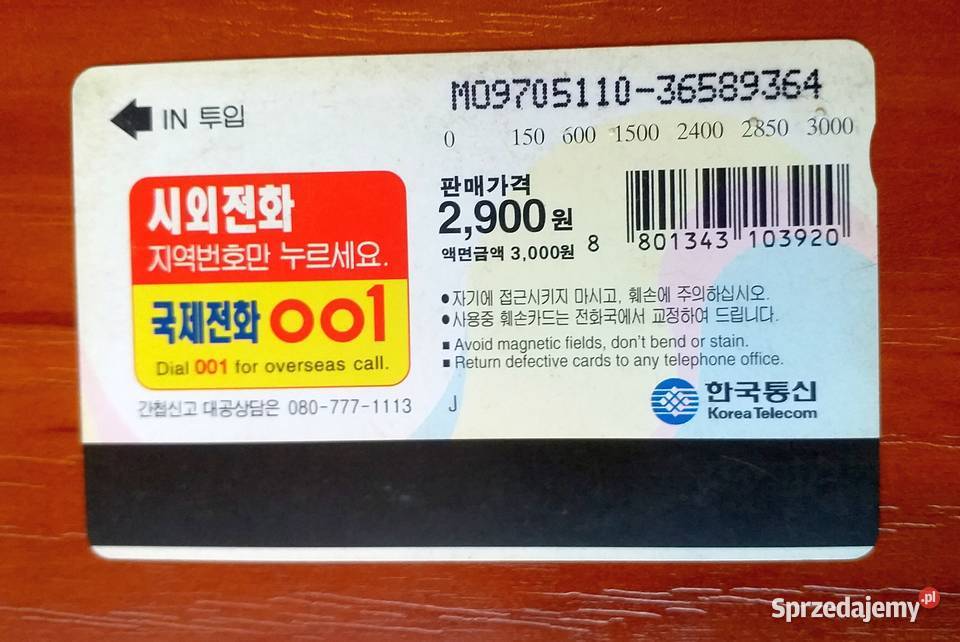 IN 투입
MO9705110-36589364
0 150 600 1500 2400 2850 3000
시외전화
지역번호만 누르세요.
국제전화 001
Dial 001 for overseas call.
간첩신고 대공상담은 080-777-1113
J
판매가격
2,900원
액면금액 3,000원
8 801343 103920
●자기에 접근시키지 마시고, 훼손에 주의하십시오.
●사용중 훼손카드는 전화국에서 교정하여 드립니다.
■ Avoid magnetic fields, don't bend or stain.
■ Return defective cards to any telephone office.
한국통신
Korea Telecom
Sprzedajemy.pl